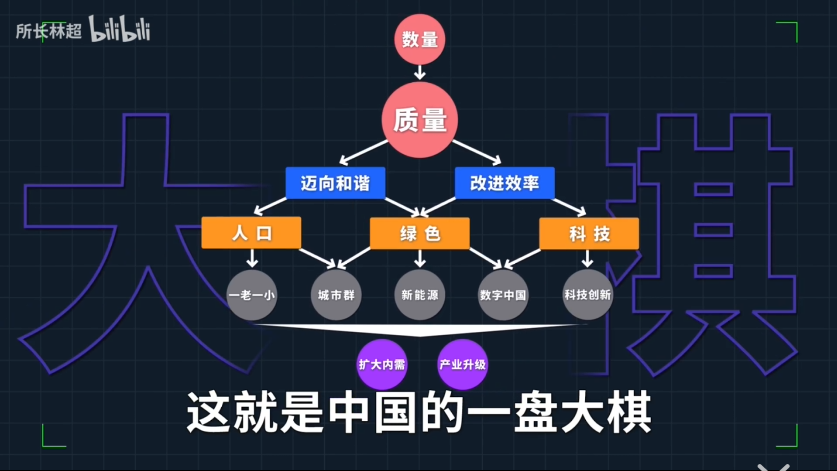 所长林超 bilibili
数量
质量
迈向和谐
改进效率
人口
绿色
科技
一老一小
城市群
新能源
数字中国
科技创新
扩大内需
产业升级
大棋
这就是中国的一盘大棋